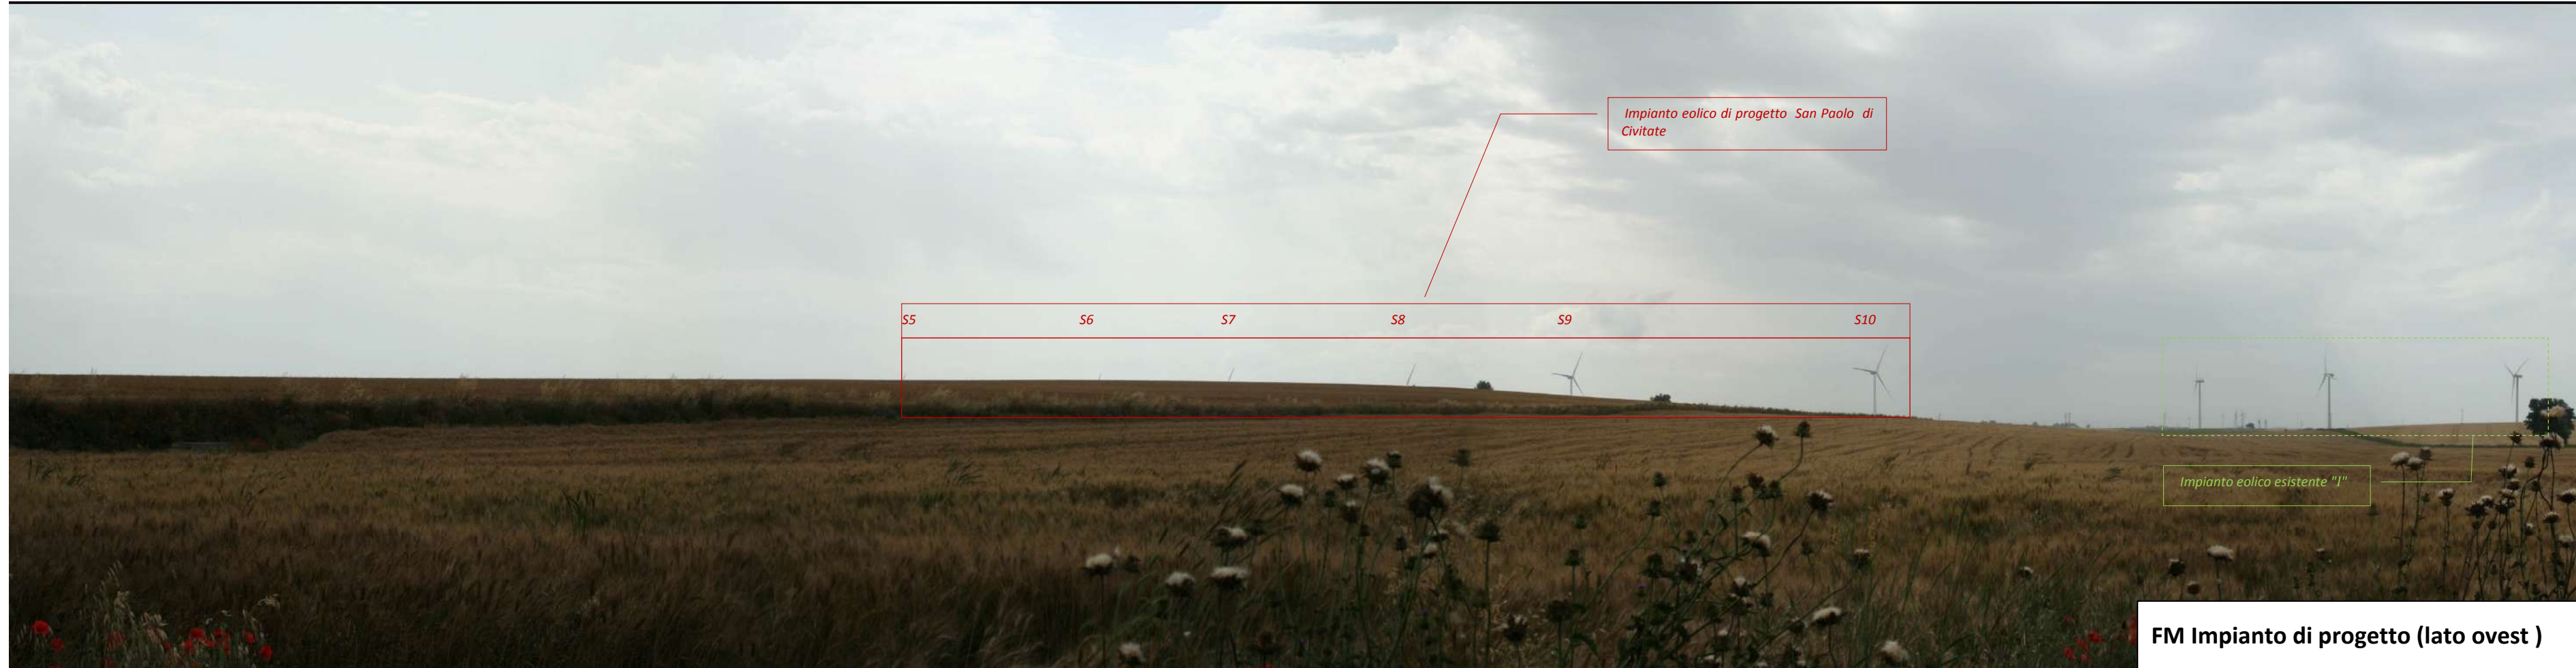 Impianto eolico di progetto San Paolo di
Civitate
S5 S6 S7 S8 S9 S10
Impianto eolico esistente "I"
FM Impianto di progetto (lato ovest )